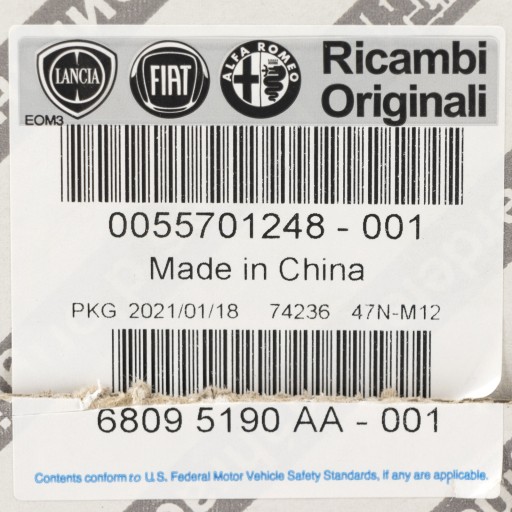 LANCIA FIAT ALFA ROMEO Ricambi
Originali
EOM3
0055701248 - 001
Made in China
PKG 2021/01/18 74236 47N-M12
6809 5190 AA - 001
Contents conform to U.S. Federal Motor Vehicle Safety Standards, if any are applicable.